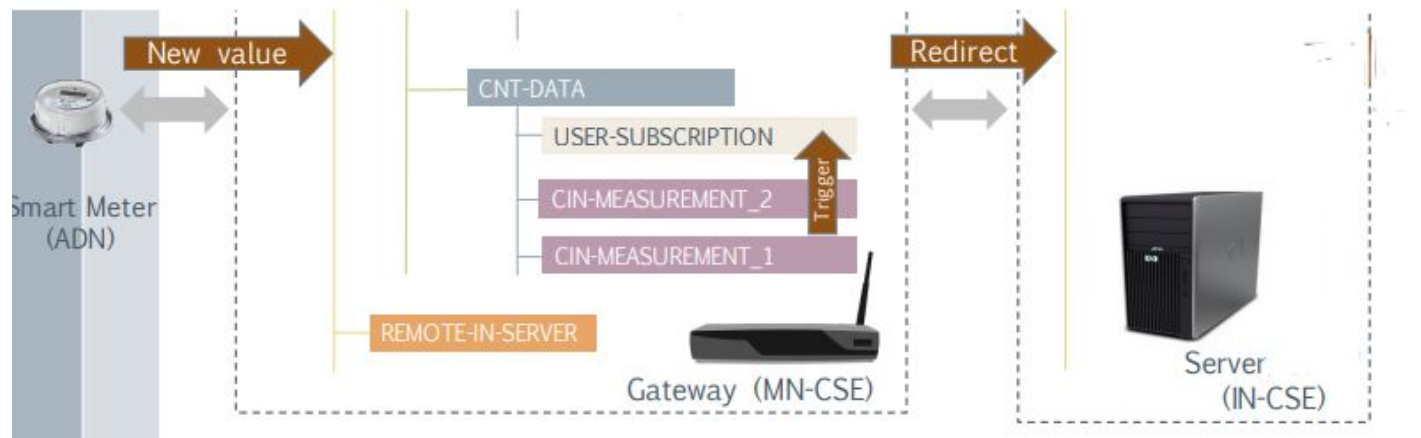 New value
Redirect
CNT-DATA
USER-SUBSCRIPTION
Trigger
CIN-MEASUREMENT_2
CIN-MEASUREMENT_1
Smart Meter
(ADN)
REMOTE-IN-SERVER
Gateway (MN-CSE)
Server
(IN-CSE)